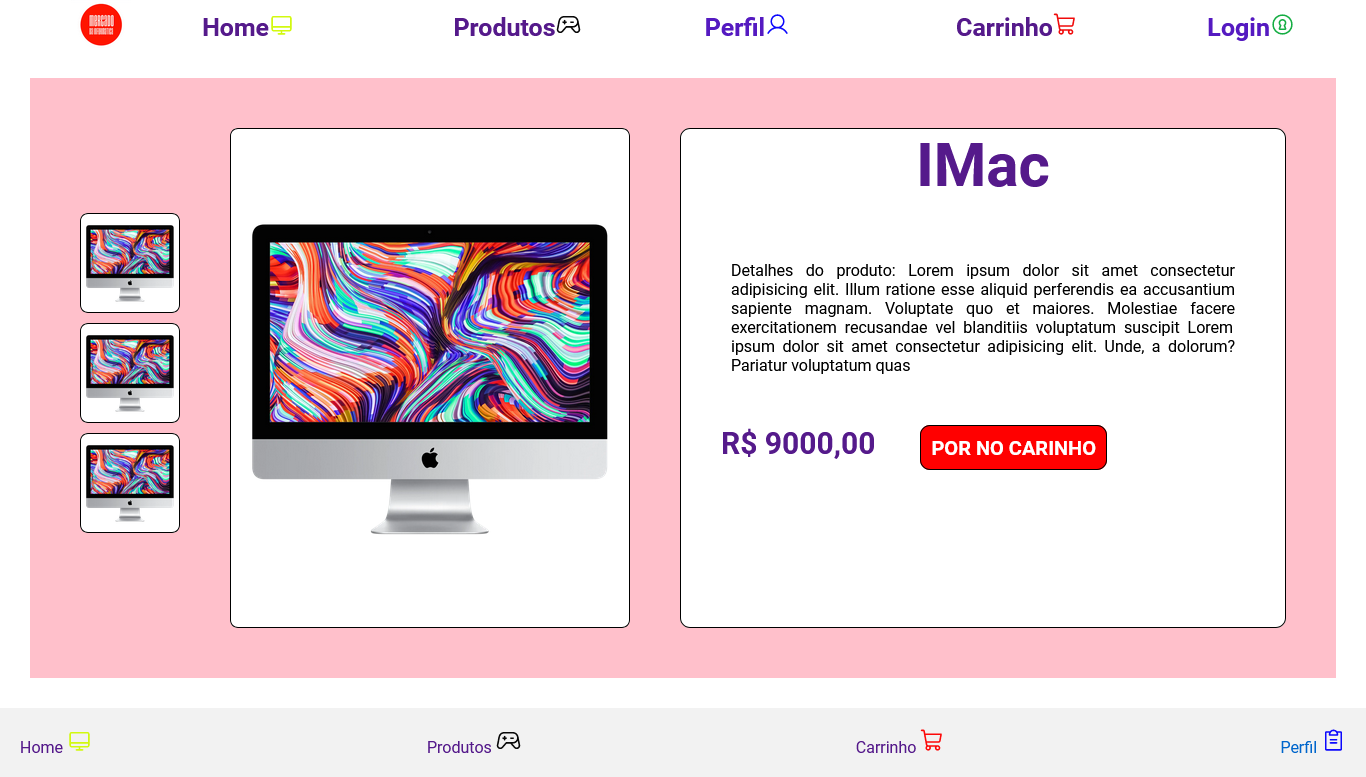 MERCADO
DA INFORMÁTICA
Home Produtos Perfil Carrinho Login
IMac
Detalhes do produto: Lorem ipsum dolor sit amet consectetur
adipisicing elit. Illum ratione esse aliquid perferendis ea accusantium
sapiente magnam. Voluptate quo et maiores. Molestiae facere
exercitationem recusandae vel blanditiis voluptatum suscipit Lorem
ipsum dolor sit amet consectetur adipisicing elit. Unde, a dolorum?
Pariatur voluptatum quas
R$ 9000,00 POR NO CARINHO
Home Produtos Carrinho Perfil